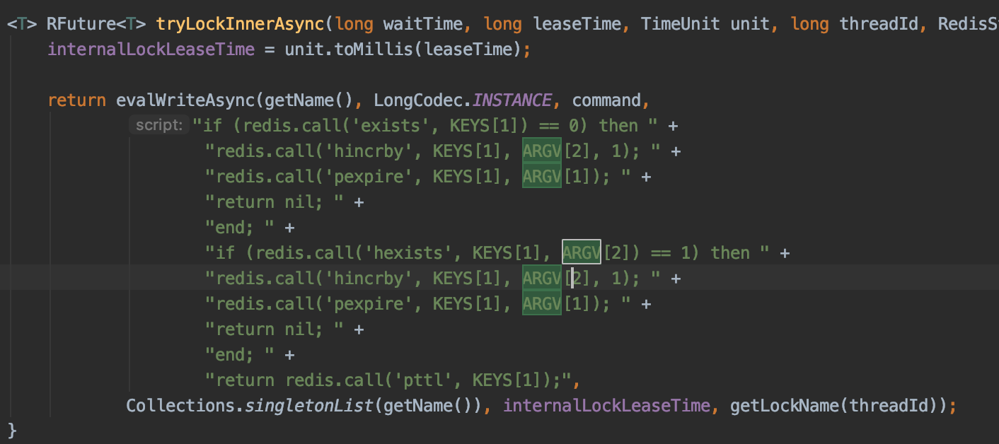 <T> RFuture<T> tryLockInnerAsync(long waitTime, long leaseTime, TimeUnit unit, long threadId, RedisS
internalLockLeaseTime = unit.toMillis(leaseTime);
return evalWriteAsync(getName(), LongCodec.INSTANCE, command,
script: "if (redis.call('exists', KEYS[1]) == 0) then " +
"redis.call('hincrby', KEYS[1], ARGV[2], 1); " +
"redis.call('pexpire', KEYS[1], ARGV[1]); " +
"return nil; " +
"end; " +
"if (redis.call('hexists', KEYS[1], ARGV[2]) == 1) then " +
"redis.call('hincrby', KEYS[1], ARGV[2], 1); " +
"redis.call('pexpire', KEYS[1], ARGV[1]); " +
"return nil; " +
"end; " +
"return redis.call('pttl', KEYS[1]);",
Collections.singletonList(getName()), internalLockLeaseTime, getLockName(threadId));
}